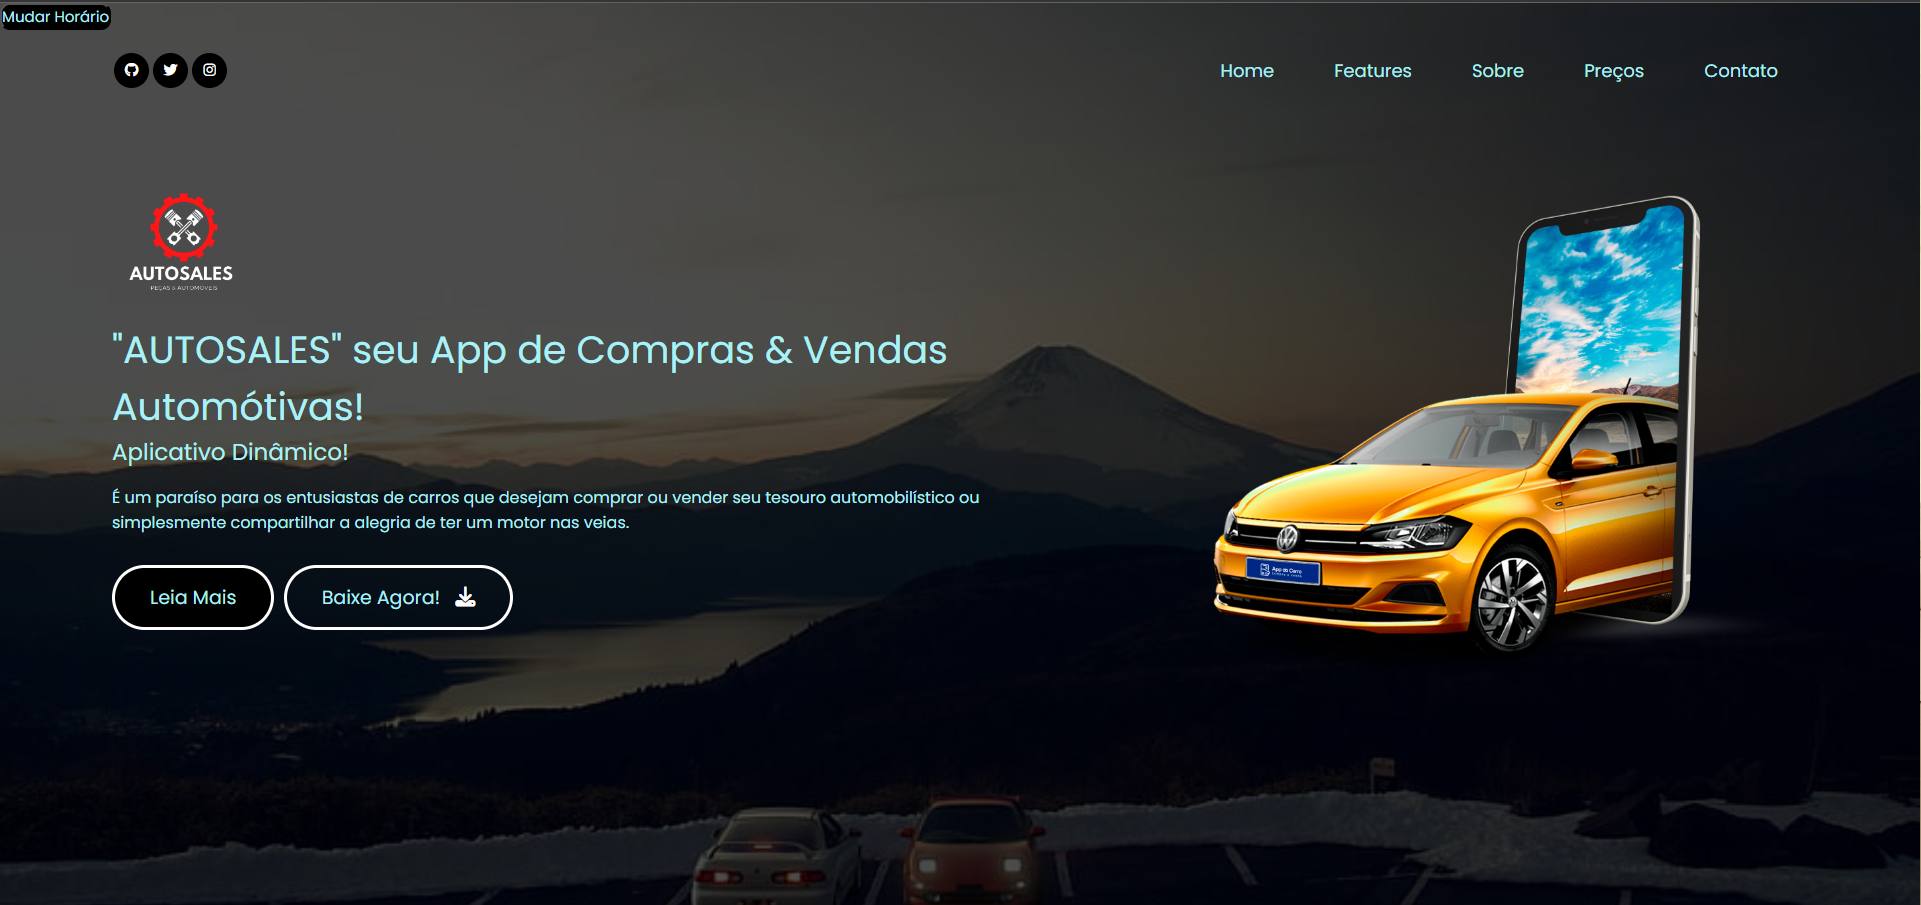 Mudar Horário
Home Features Sobre Preços Contato
AUTOSALES
PEÇAS & AUTOMÓVEIS
"AUTOSALES" seu App de Compras & Vendas
Automótivas!
Aplicativo Dinâmico!
É um paraíso para os entusiastas de carros que desejam comprar ou vender seu tesouro automobilístico ou
simplesmente compartilhar a alegria de ter um motor nas veias.
Leia Mais Baixe Agora!
App do Carro